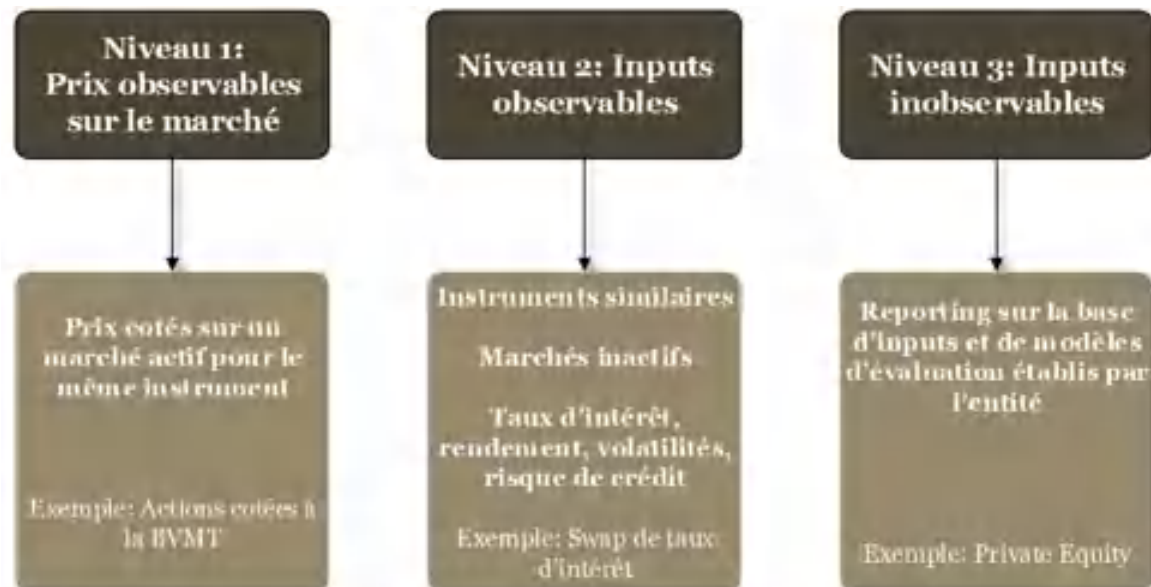 Niveau 1:
Prix observables
sur le marché
Niveau 2: Inputs
observables
Niveau 3: Inputs
inobservables
Prix cotés sur un
marché actif pour le
même instrument
Exemple: Actions cotées à
la BVMT
Instruments similaires
Marchés inactifs
Taux d'intérêt,
rendement, volatilités,
risque de crédit
Exemple: Swap de taux
d'intérêt
Reporting sur la base
d'inputs et de modèles
d'évaluation établis par
l'entité
Exemple: Private Equity